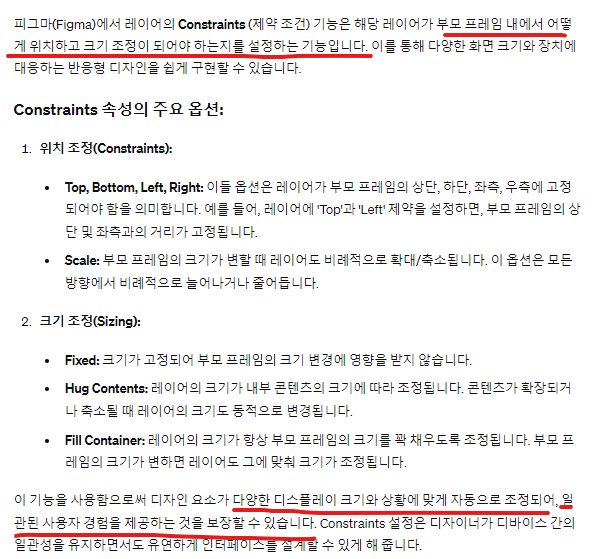 피그마(Figma)에서 레이어의 Constraints (제약 조건) 기능은 해당 레이어가 부모 프레임 내에서 어떻
게 위치하고 크기 조정이 되어야 하는지를 설정하는 기능입니다. 이를 통해 다양한 화면 크기와 장치에
대응하는 반응형 디자인을 쉽게 구현할 수 있습니다.
Constraints 속성의 주요 옵션:
1. 위치 조정(Constraints):
• Top, Bottom, Left, Right: 이들 옵션은 레이어가 부모 프레임의 상단, 하단, 좌측, 우측에 고정
되어야 함을 의미합니다. 예를 들어, 레이어에 'Top'과 'Left' 제약을 설정하면, 부모 프레임의 상
단 및 좌측과의 거리가 고정됩니다.
• Scale: 부모 프레임의 크기가 변할 때 레이어도 비례적으로 확대/축소됩니다. 이 옵션은 모든
방향에서 비례적으로 늘어나거나 줄어듭니다.
2. 크기 조정(Sizing):
• Fixed: 크기가 고정되어 부모 프레임의 크기 변경에 영향을 받지 않습니다.
• Hug Contents: 레이어의 크기가 내부 콘텐츠의 크기에 따라 조정됩니다. 콘텐츠가 확장되거
나 축소될 때 레이어의 크기도 동적으로 변경됩니다.
• Fill Container: 레이어의 크기가 항상 부모 프레임의 크기를 꽉 채우도록 조정됩니다. 부모 프
레임의 크기가 변하면 레이어도 그에 맞춰 크기가 조정됩니다.
이 기능을 사용함으로써 디자인 요소가 다양한 디스플레이 크기와 상황에 맞게 자동으로 조정되어, 일
관된 사용자 경험을 제공하는 것을 보장할 수 있습니다. Constraints 설정은 디자이너가 디바이스 간의
일관성을 유지하면서도 유연하게 인터페이스를 설계할 수 있게 해 줍니다.